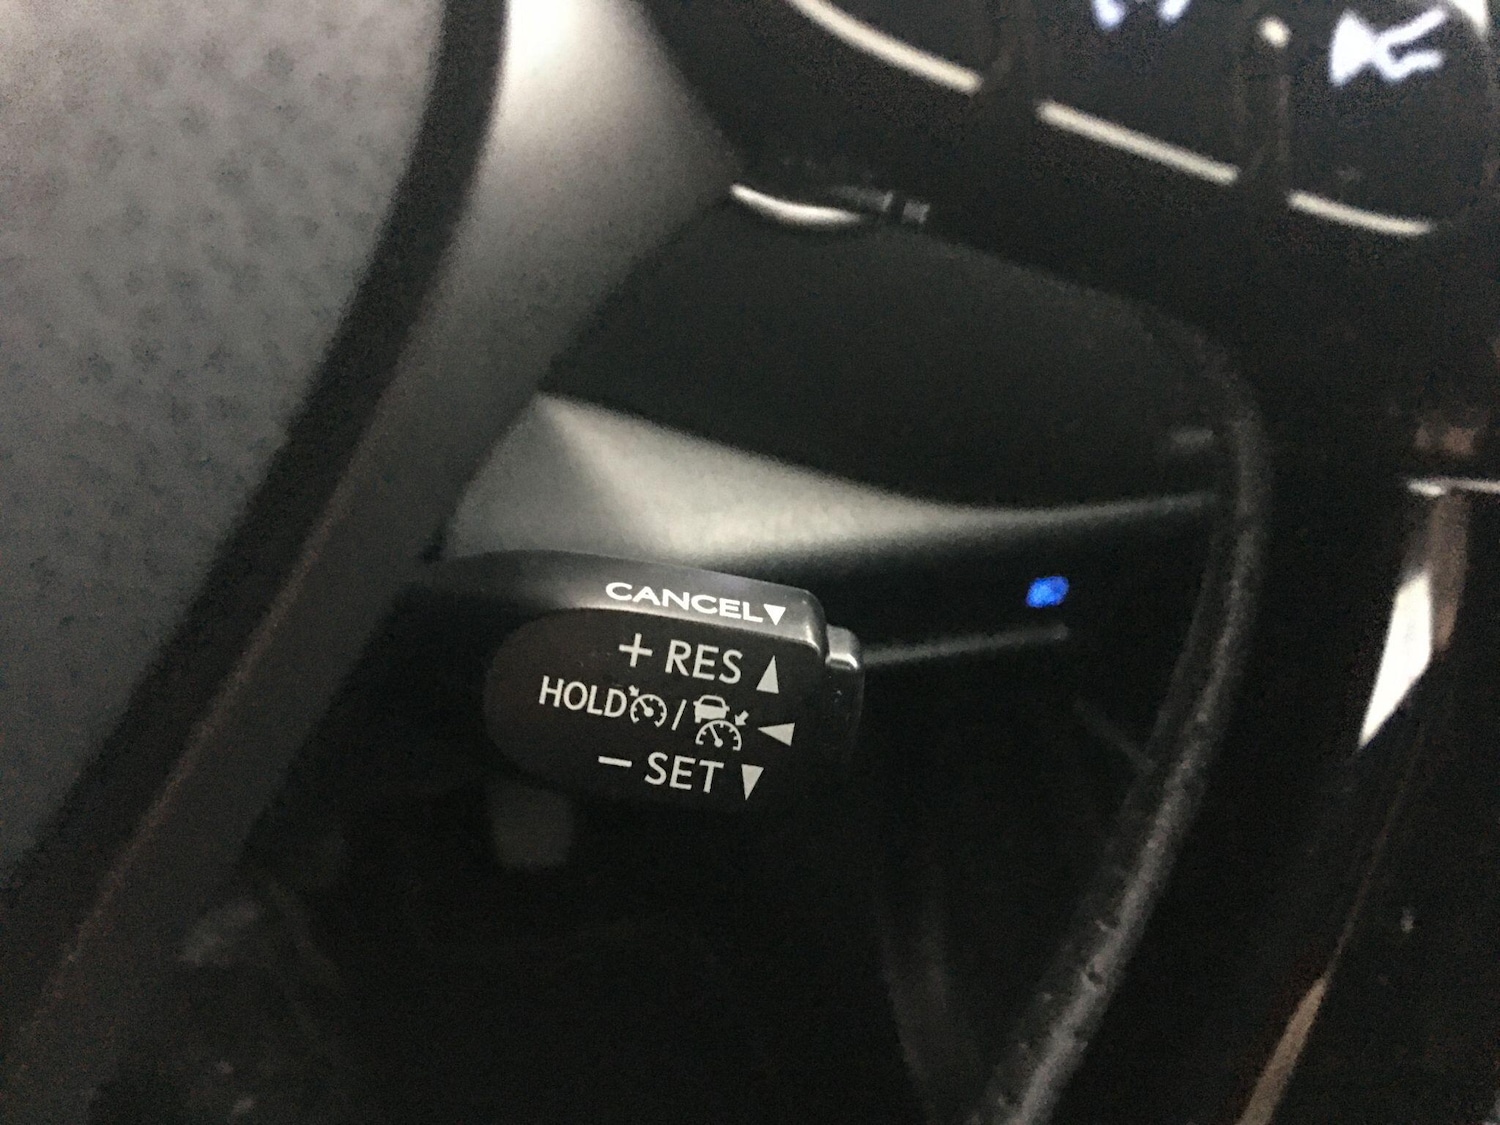 CANCEL▼
+ RES ▲
HOLD / ◀
− SET ▼